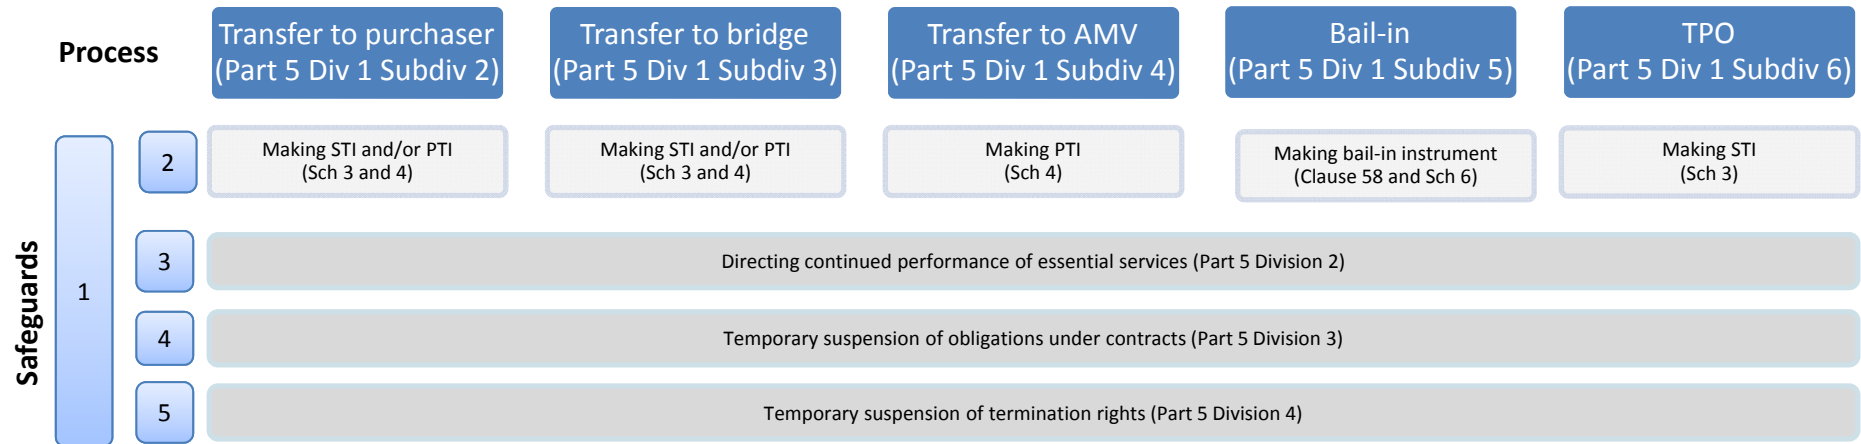 Process
Transfer to purchaser
(Part 5 Div 1 Subdiv 2)
Transfer to bridge
(Part 5 Div 1 Subdiv 3)
Transfer to AMV
(Part 5 Div 1 Subdiv 4)
Bail-in
(Part 5 Div 1 Subdiv 5)
TPO
(Part 5 Div 1 Subdiv 6)
Safeguards
1
2
Making STI and/or PTI
(Sch 3 and 4)
Making STI and/or PTI
(Sch 3 and 4)
Making PTI
(Sch 4)
Making bail-in instrument
(Clause 58 and Sch 6)
Making STI
(Sch 3)
3
Directing continued performance of essential services (Part 5 Division 2)
4
Temporary suspension of obligations under contracts (Part 5 Division 3)
5
Temporary suspension of termination rights (Part 5 Division 4)